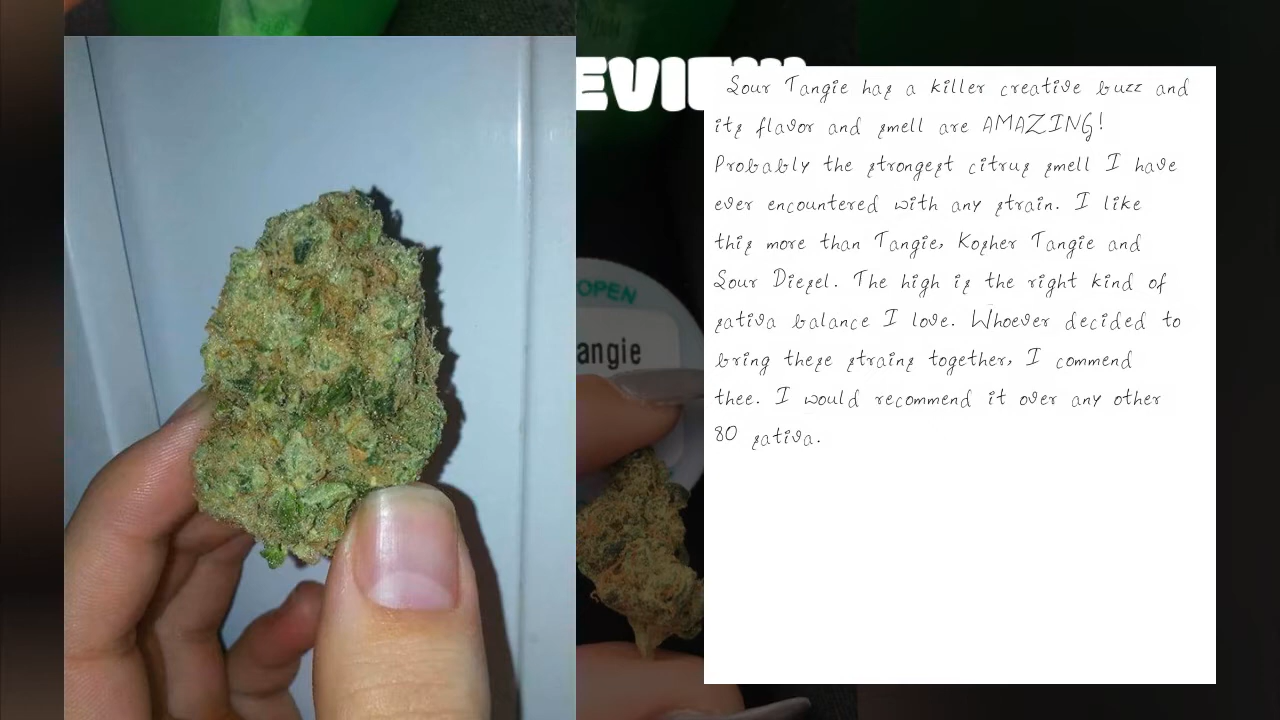 EVIEW
OPEN
angie
Sour Tangie has a killer creative buzz and
its flavor and smell are AMAZING!
Probably the strongest citrus smell I have
ever encountered with any strain. I like
this more than Tangie, Kosher Tangie and
Sour Diesel. The high is the right kind of
sativa balance I love. Whoever decided to
bring these strains together, I commend
thee. I would recommend it over any other
80 sativa.